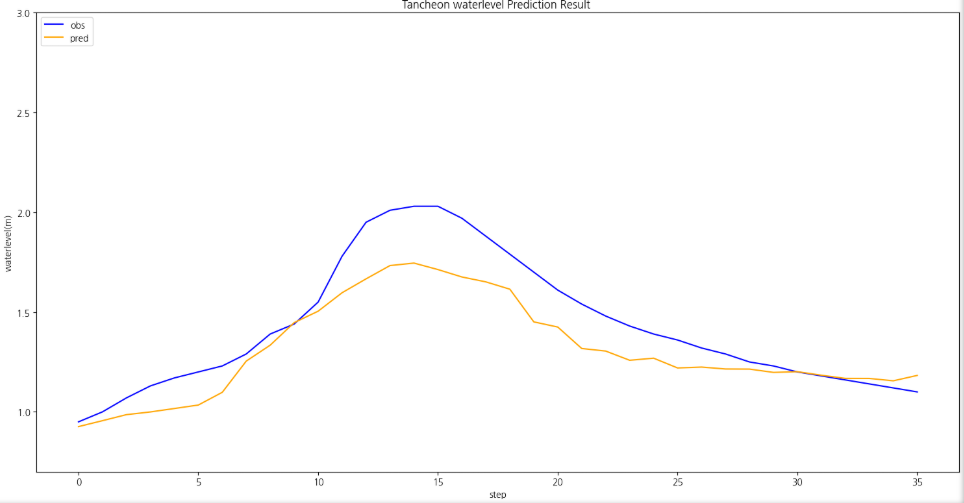 Tancheon waterlevel Prediction Result
obs
pred
3.0
2.5
2.0
1.5
1.0
waterlevel(m)
0 5 10 15 20 25 30 35
step